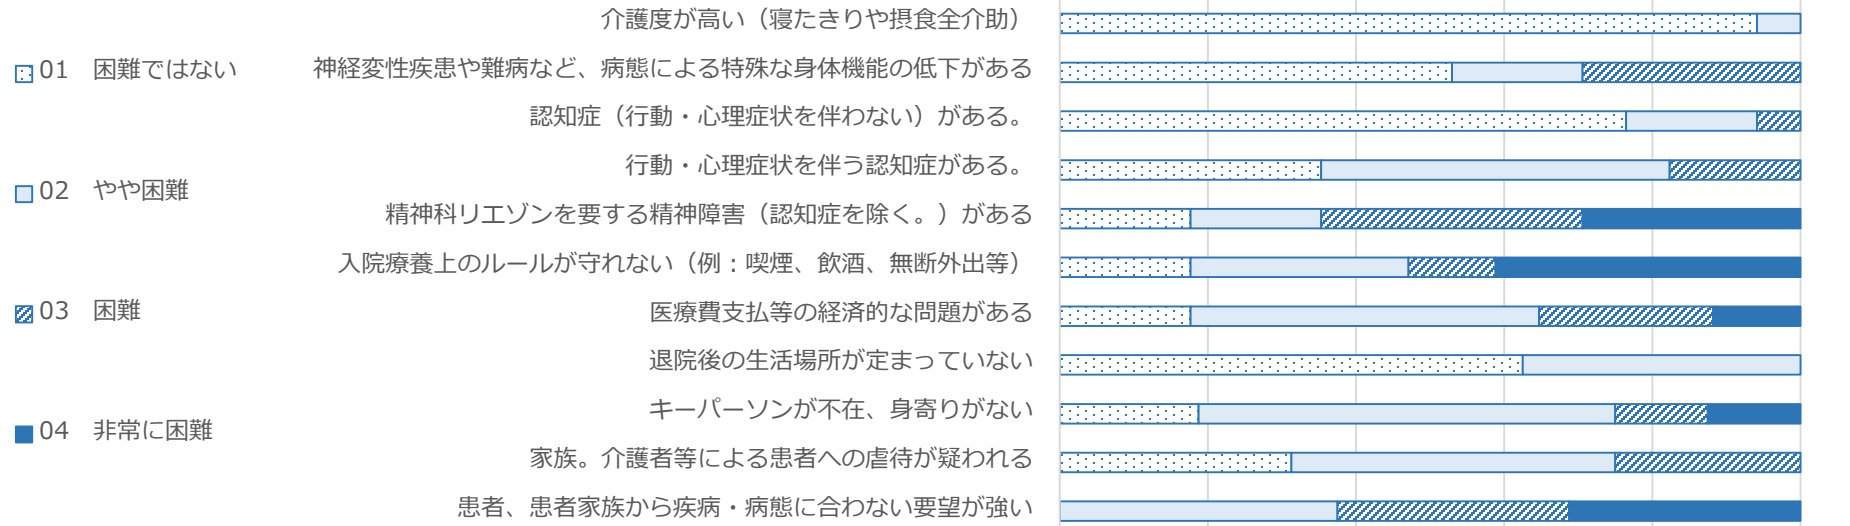 介護度が高い（寝たきりや摂食全介助）
01 困難ではない
神経変性疾患や難病など、病態による特殊な身体機能の低下がある
認知症（行動・心理症状を伴わない）がある。
行動・心理症状を伴う認知症がある。
02 やや困難
精神科リエゾンを要する精神障害（認知症を除く。）がある
入院療養上のルールが守れない（例：喫煙、飲酒、無断外出等）
03 困難
医療費支払等の経済的な問題がある
退院後の生活場所が定まっていない
キーパーソンが不在、身寄りがない
04 非常に困難
家族。介護者等による患者への虐待が疑われる
患者、患者家族から疾病・病態に合わない要望が強い